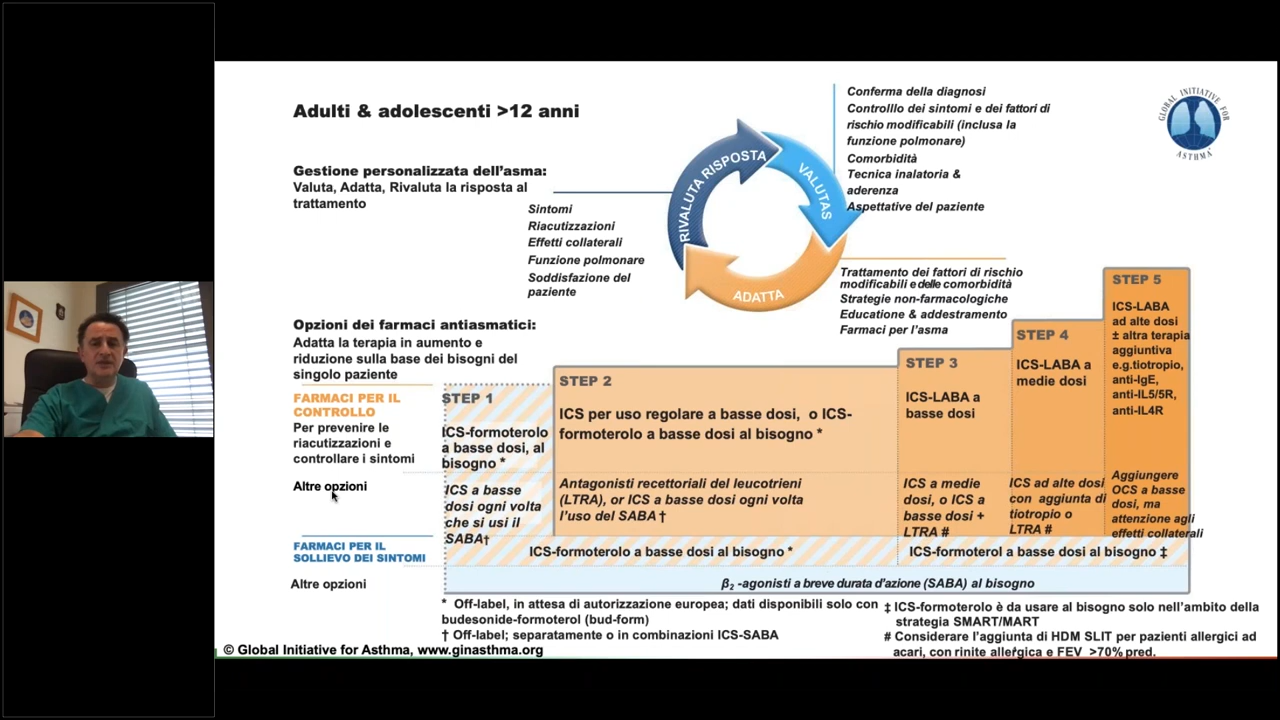 Adulti & adolescenti >12 anni
Gestione personalizzata dell'asma:
Valuta, Adatta, Rivaluta la risposta al
trattamento
Sintomi
Riacutizzazioni
Effetti collaterali
Funzione polmonare
Soddisfazione del
paziente
RIVALUTA RISPOSTA
VALUTAS
ADATTA
Conferma della diagnosi
Controlllo dei sintomi e dei fattori di
rischio modificabili (inclusa la
funzione polmonare)
Comorbidità
Tecnica inalatoria &
aderenza
Aspettative del paziente
GLOBAL INITIATIVE FOR
ASTHMA
Trattamento dei fattori di rischio
modificabili e delle comorbidità
Strategie non-farmacologiche
Educatione & addestramento
Farmaci per l'asma
Opzioni dei farmaci antiasmatici:
Adatta la terapia in aumento e
riduzione sulla base dei bisogni del
singolo paziente
FARMACI PER IL
CONTROLLO
Per prevenire le
riacutizzazioni e
controllare i sintomi
Altre opzioni
STEP 1
ICS-formoterolo
a basse dosi, al
bisogno *
ICS a basse
dosi ogni volta
che si usi il
SABA†
STEP 2
ICS per uso regolare a basse dosi, o ICS-
formoterolo a basse dosi al bisogno *
Antagonisti recettoriali del leucotrieni
(LTRA), or ICS a basse dosi ogni volta
l'uso del SABA †
STEP 3
ICS-LABA a
basse dosi
ICS a medie
dosi, o ICS a
basse dosi +
LTRA #
STEP 4
ICS-LABA a
medie dosi
ICS ad alte dosi
con aggiunta di
tiotropio o
LTRA #
STEP 5
ICS-LABA
ad alte dosi
± altra terapia
aggiuntiva
e.g.tiotropio,
anti-IgE,
anti-IL5/5R,
anti-IL4R
Aggiungere
OCS a basse
dosi, ma
attenzione agli
effetti collaterali
FARMACI PER IL
SOLLIEVO DEI SINTOMI
ICS-formoterolo a basse dosi al bisogno *
ICS-formoterol a basse dosi al bisogno ‡
Altre opzioni
β2 -agonisti a breve durata d'azione (SABA) al bisogno
* Off-label, in attesa di autorizzazione europea; dati disponibili solo con
budesonide-formoterol (bud-form)
† Off-label; separatamente o in combinazioni ICS-SABA
‡ ICS-formoterolo è da usare al bisogno solo nell'ambito della
strategia SMART/MART
# Considerare l'aggiunta di HDM SLIT per pazienti allergici ad
acari, con rinite allergica e FEV >70% pred.
© Global Initiative for Asthma, www.ginasthma.org